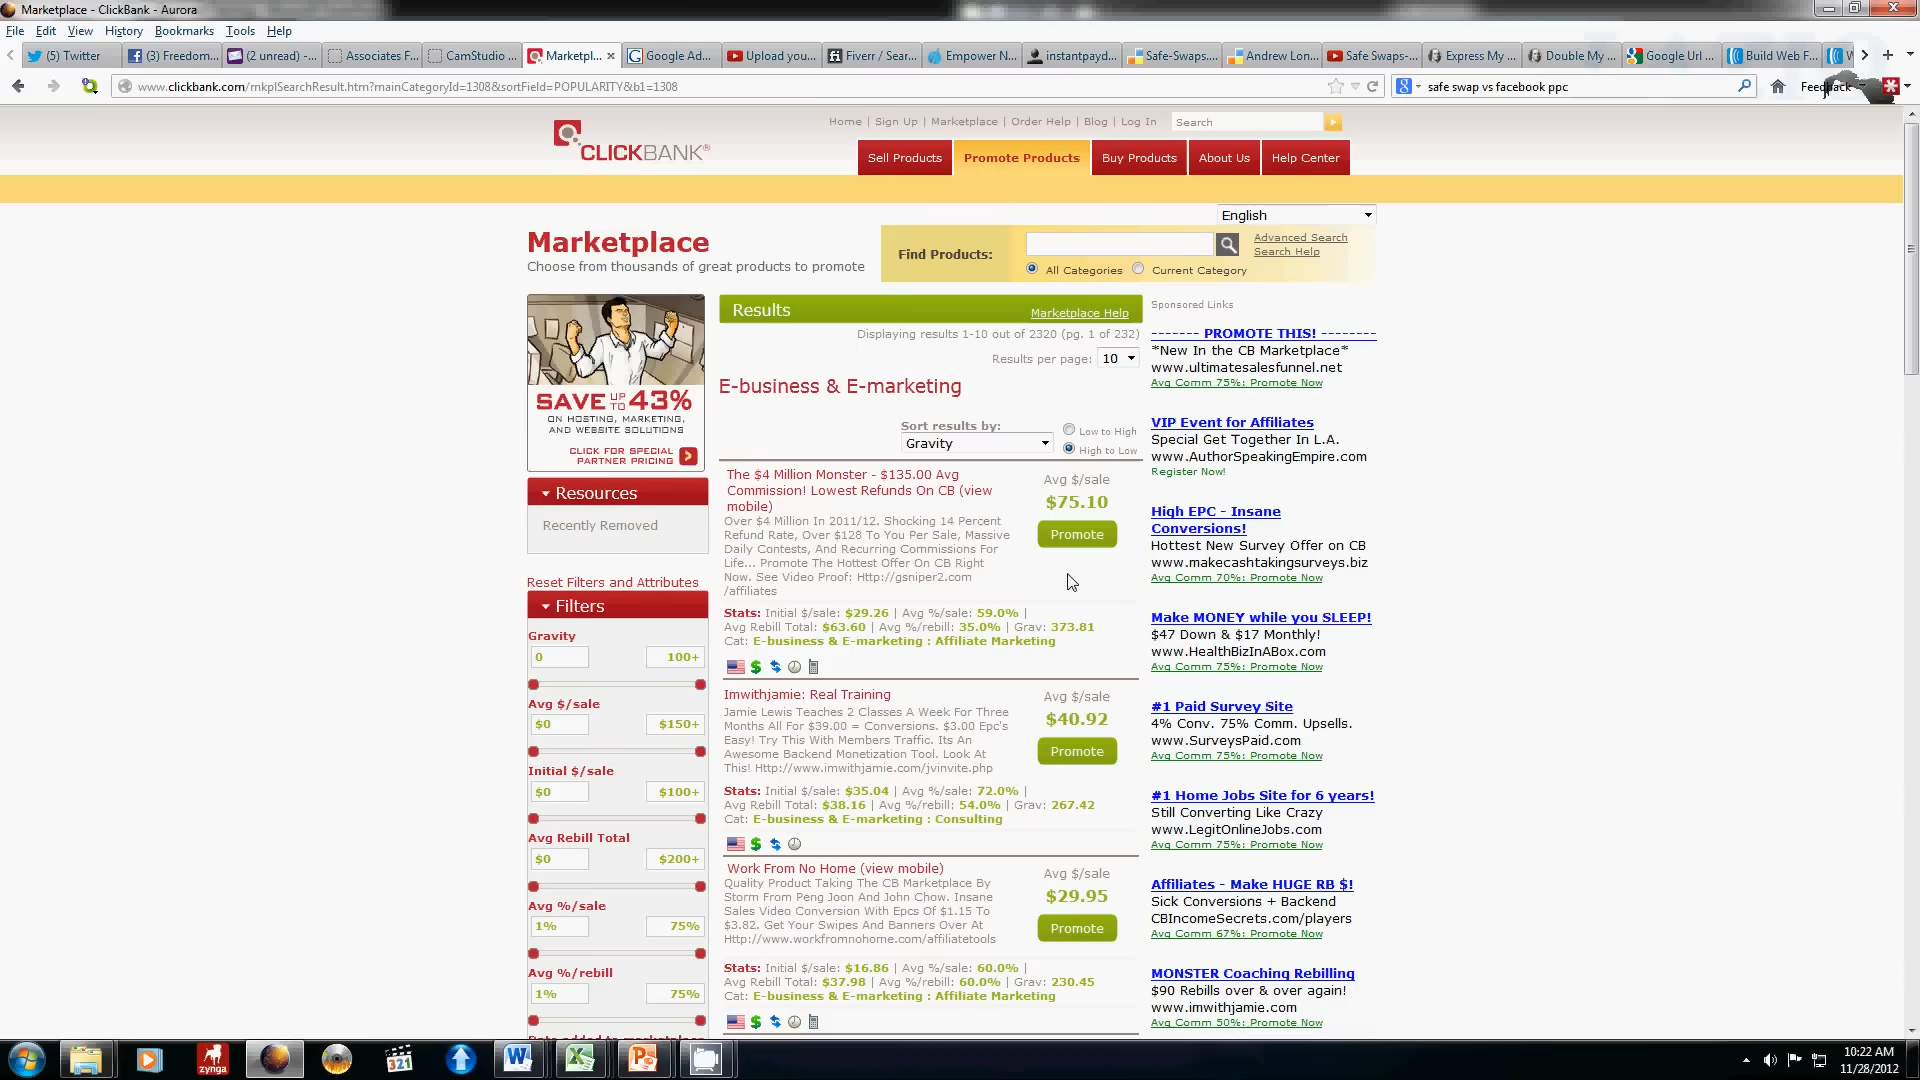 Marketplace - ClickBank - Aurora
File Edit View History Bookmarks Tools Help
(5) Twitter
(3) Freedom...
(2 unread) -...
Associates F...
CamStudio ...
Marketpl...
Google Ad...
Upload you...
Fiverr / Sear...
Empower N...
instantpayd...
Safe-Swaps....
Andrew Lon...
Safe Swaps-...
Express My ...
Double My ...
Google Url ...
Build Web F...
www.clickbank.com/mkplSearchResult.htm?mainCategoryId=1308&sortField=POPULARITY&b1=1308
safe swap vs facebook ppc
Feedback
CLICKBANK®
Home | Sign Up | Marketplace | Order Help | Blog | Log In
Search
Sell Products
Promote Products
Buy Products
About Us
Help Center
English
Marketplace
Choose from thousands of great products to promote
Find Products:
Advanced Search
Search Help
All Categories
Current Category
SAVE UP TO 43%
ON HOSTING, MARKETING,
AND WEBSITE SOLUTIONS
CLICK FOR SPECIAL
PARTNER PRICING
Resources
Recently Removed
Reset Filters and Attributes
Filters
Gravity
0 100+
Avg $/sale
$0 $150+
Initial $/sale
$0 $100+
Avg Rebill Total
$0 $200+
Avg %/sale
1% 75%
Avg %/rebill
1% 75%
Date added to marketplace
Results
Marketplace Help
Displaying results 1-10 out of 2320 (pg. 1 of 232)
Results per page: 10
E-business & E-marketing
Sort results by:
Gravity
Low to High
High to Low
The $4 Million Monster - $135.00 Avg
Commission! Lowest Refunds On CB (view
mobile)
Over $4 Million In 2011/12. Shocking 14 Percent
Refund Rate, Over $128 To You Per Sale, Massive
Daily Contests, And Recurring Commissions For
Life... Promote The Hottest Offer On CB Right
Now. See Video Proof: Http://gsniper2.com
/affiliates
Avg $/sale
$75.10
Promote
Stats: Initial $/sale: $29.26 | Avg %/sale: 59.0% |
Avg Rebill Total: $63.60 | Avg %/rebill: 35.0% | Grav: 373.81
Cat: E-business & E-marketing : Affiliate Marketing
Imwithjamie: Real Training
Jamie Lewis Teaches 2 Classes A Week For Three
Months All For $39.00 = Conversions. $3.00 Epc's
Easy! Try This With Members Traffic. Its An
Awesome Backend Monetization Tool. Look At
This! Http://www.imwithjamie.com/jvinvite.php
Avg $/sale
$40.92
Promote
Stats: Initial $/sale: $35.04 | Avg %/sale: 72.0% |
Avg Rebill Total: $38.16 | Avg %/rebill: 54.0% | Grav: 267.42
Cat: E-business & E-marketing : Consulting
Work From No Home (view mobile)
Quality Product Taking The CB Marketplace By
Storm From Peng Joon And John Chow. Insane
Sales Video Conversion With Epcs Of $1.15 To
$3.82. Get Your Swipes And Banners Over At
Http://www.workfromnohome.com/affiliatetools
Avg $/sale
$29.95
Promote
Stats: Initial $/sale: $16.86 | Avg %/sale: 60.0% |
Avg Rebill Total: $37.98 | Avg %/rebill: 60.0% | Grav: 230.45
Cat: E-business & E-marketing : Affiliate Marketing
Sponsored Links
------- PROMOTE THIS! --------
*New In the CB Marketplace*
www.ultimatesalesfunnel.net
Avg Comm 75%: Promote Now
VIP Event for Affiliates
Special Get Together In L.A.
www.AuthorSpeakingEmpire.com
Register Now!
High EPC - Insane
Conversions!
Hottest New Survey Offer on CB
www.makecashtakingsurveys.biz
Avg Comm 70%: Promote Now
Make MONEY while you SLEEP!
$47 Down & $17 Monthly!
www.HealthBizInABox.com
Avg Comm 75%: Promote Now
#1 Paid Survey Site
4% Conv. 75% Comm. Upsells.
www.SurveysPaid.com
Avg Comm 75%: Promote Now
#1 Home Jobs Site for 6 years!
Still Converting Like Crazy
www.LegitOnlineJobs.com
Avg Comm 75%: Promote Now
Affiliates - Make HUGE RB $!
Sick Conversions + Backend
CBIncomeSecrets.com/players
Avg Comm 67%: Promote Now
MONSTER Coaching Rebilling
$90 Rebills over & over again!
www.imwithjamie.com
Avg Comm 50%: Promote Now
zynga
321
10:22 AM
11/28/2012